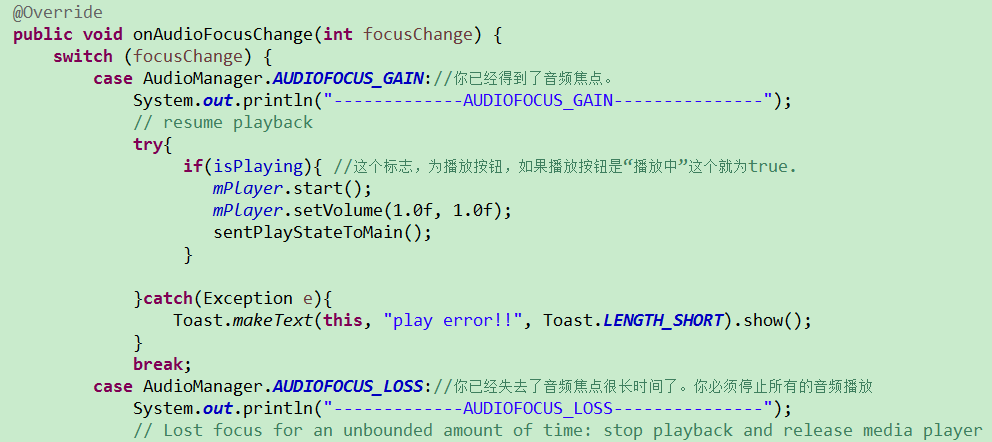 @Override
public void onAudioFocusChange(int focusChange) {
    switch (focusChange) {
        case AudioManager.AUDIOFOCUS_GAIN://你已经得到了音频焦点。
            System.out.println("-------------AUDIOFOCUS_GAIN---------------");
            // resume playback
            try{
                 if(isPlaying){ //这个标志，为播放按钮，如果播放按钮是“播放中”这个就为true.
                    mPlayer.start();
                    mPlayer.setVolume(1.0f, 1.0f);
                    sentPlayStateToMain();
                 }
            }catch(Exception e){
                Toast.makeText(this, "play error!!", Toast.LENGTH_SHORT).show();
            }
            break;
        case AudioManager.AUDIOFOCUS_LOSS://你已经失去了音频焦点很长时间了。你必须停止所有的音频播放
            System.out.println("-------------AUDIOFOCUS_LOSS---------------");
            // Lost focus for an unbounded amount of time: stop playback and release media player